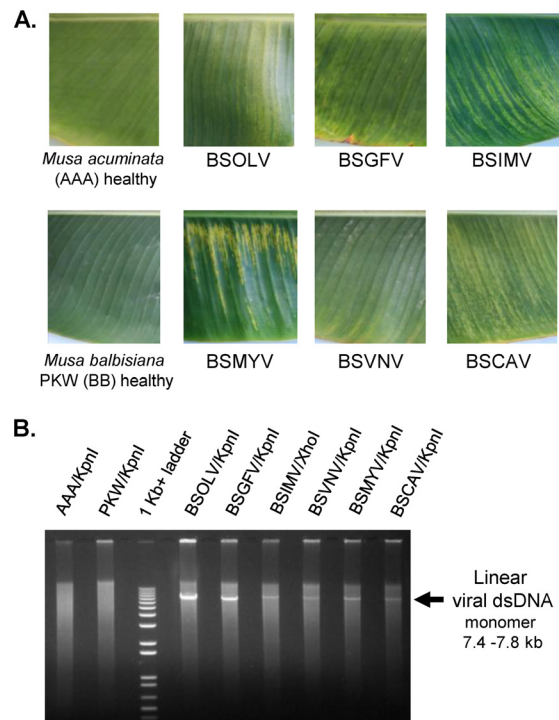 A.
Musa acuminata
(AAA) healthy
BSOLV
BSGFV
BSIMV
Musa balbisiana
PKW (BB) healthy
BSMYV
BSVNV
BSCAV
B.
AAA/KpnI
PKW/KpnI
1 Kb+ ladder
BSOLV/KpnI
BSGFV/KpnI
BSIMV/XhoI
BSVNV/KpnI
BSMYV/KpnI
BSCAV/KpnI
Linear
viral dsDNA
monomer
7.4 -7.8 kb